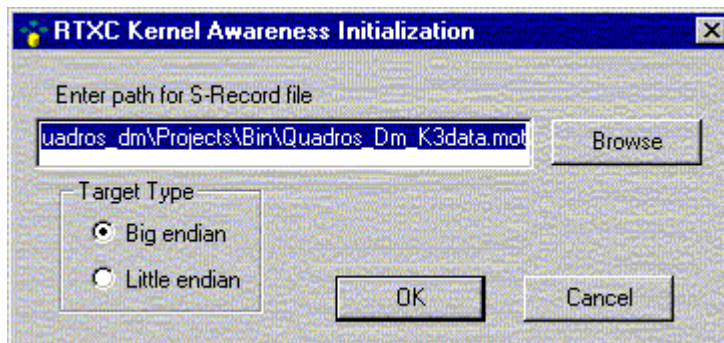 RTXC Kernel Awareness Initialization
Enter path for S-Record file
uadros_dm\Projects\Bin\Quadros_Dm_K3data.mot
Browse
Target Type
Big endian
Little endian
OK
Cancel